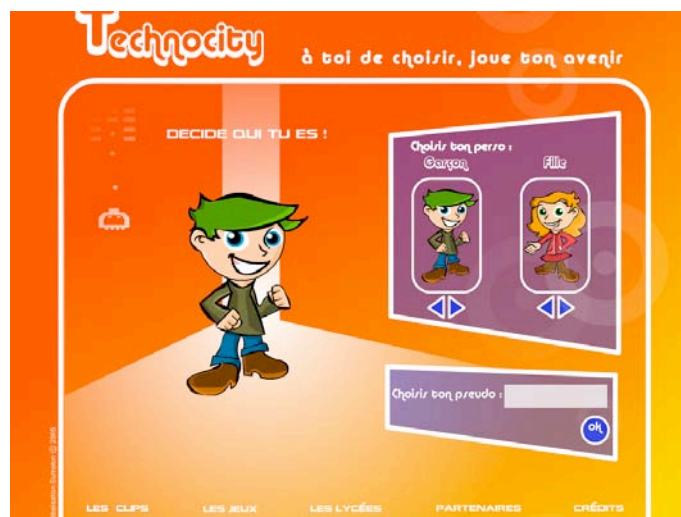 Technocity
à toi de choisir, joue ton avenir
DECIDE QUI TU ES !
Choisis ton perso :
Garçon
Fille
Choisis ton pseudo :
ok
LES CLIPS
LES JEUX
LES LYCÉES
PARTENAIRES
CRÉDITS